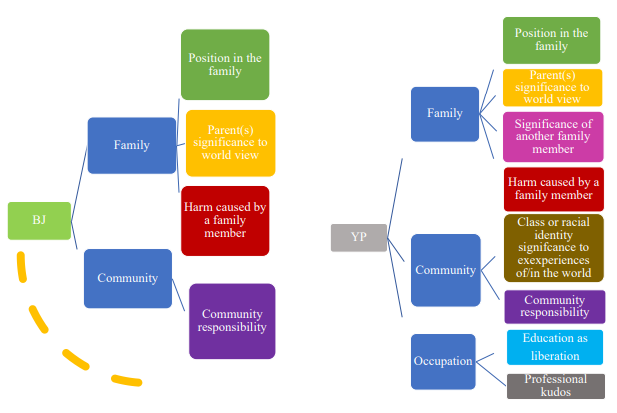 BJ
Family
Community
Position in the
family
Parent(s)
significance to
world view
Harm caused by
a family
member
Community
responsibility
YP
Family
Community
Occupation
Position in the
family
Parent(s)
significance to
world view
Significance of
another family
member
Harm caused by a
family member
Class or racial
identity
signifcance to
exexperiences
of/in the world
Community
responsibility
Education as
liberation
Professional
kudos